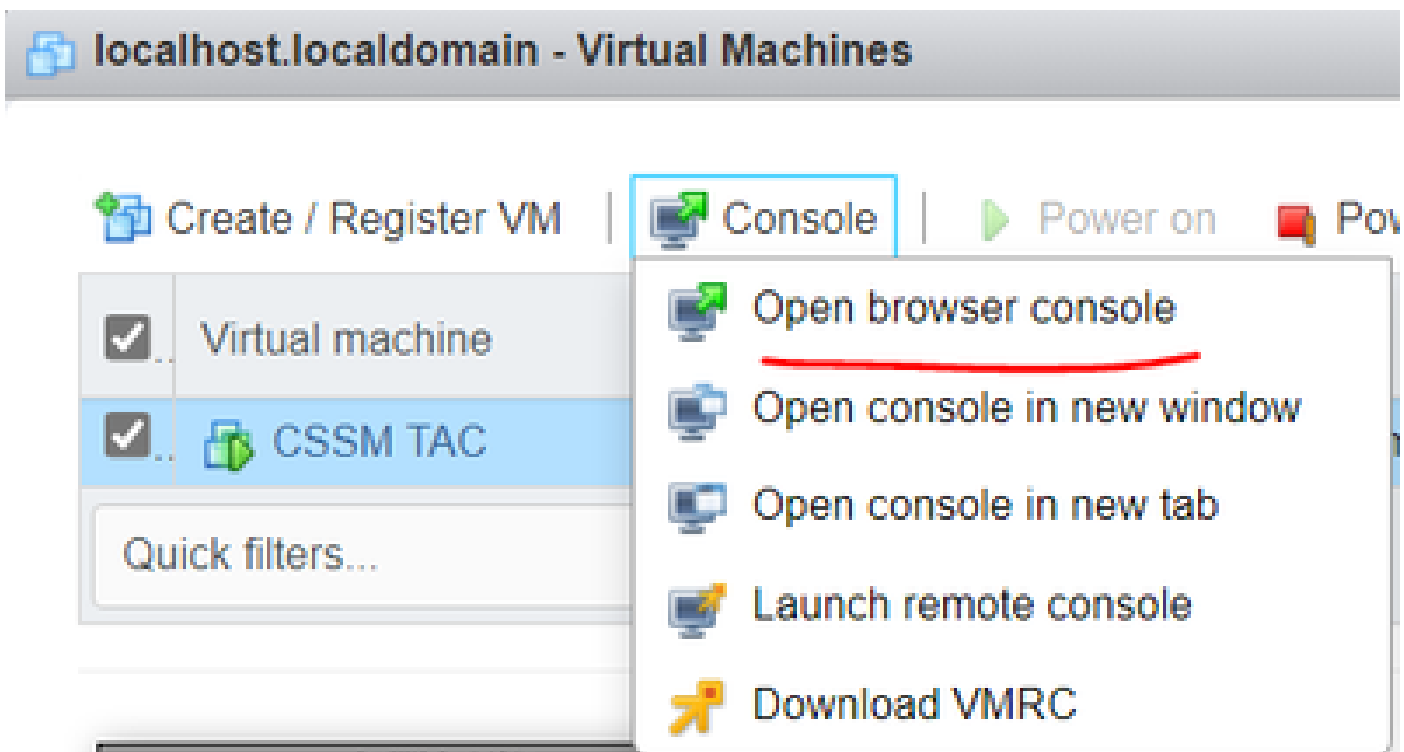 localhost.localdomain - Virtual Machines
Create / Register VM | Console | Power on
Virtual machine
Open browser console
CSSM TAC
Open console in new window
Quick filters...
Open console in new tab
Launch remote console
Download VMRC